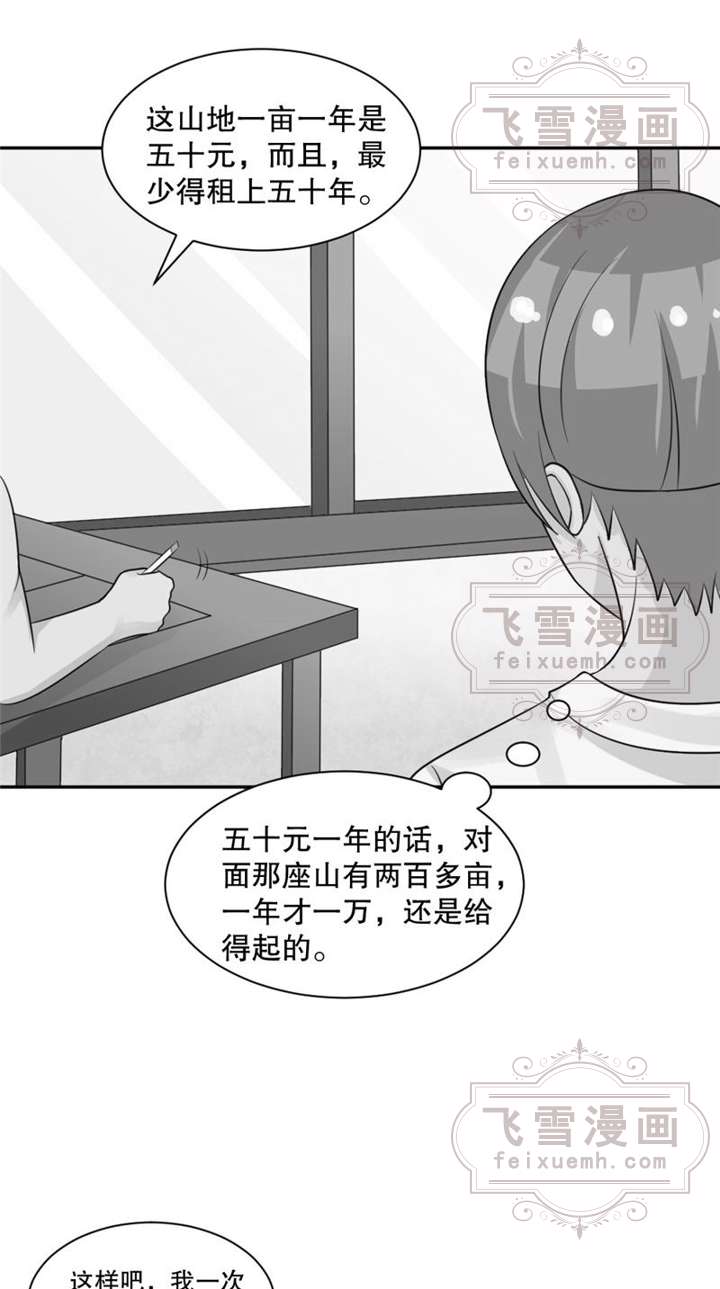 飞雪漫画
feixuemh.com
这山地一亩一年是
五十元，而且，最
少得租上五十年。
飞雪漫画
feixuemh.com
五十元一年的话，对
面那座山有两百多亩，
一年才一万，还是给
得起的。
飞雪漫画
feixuemh.com
这样吧，我一次